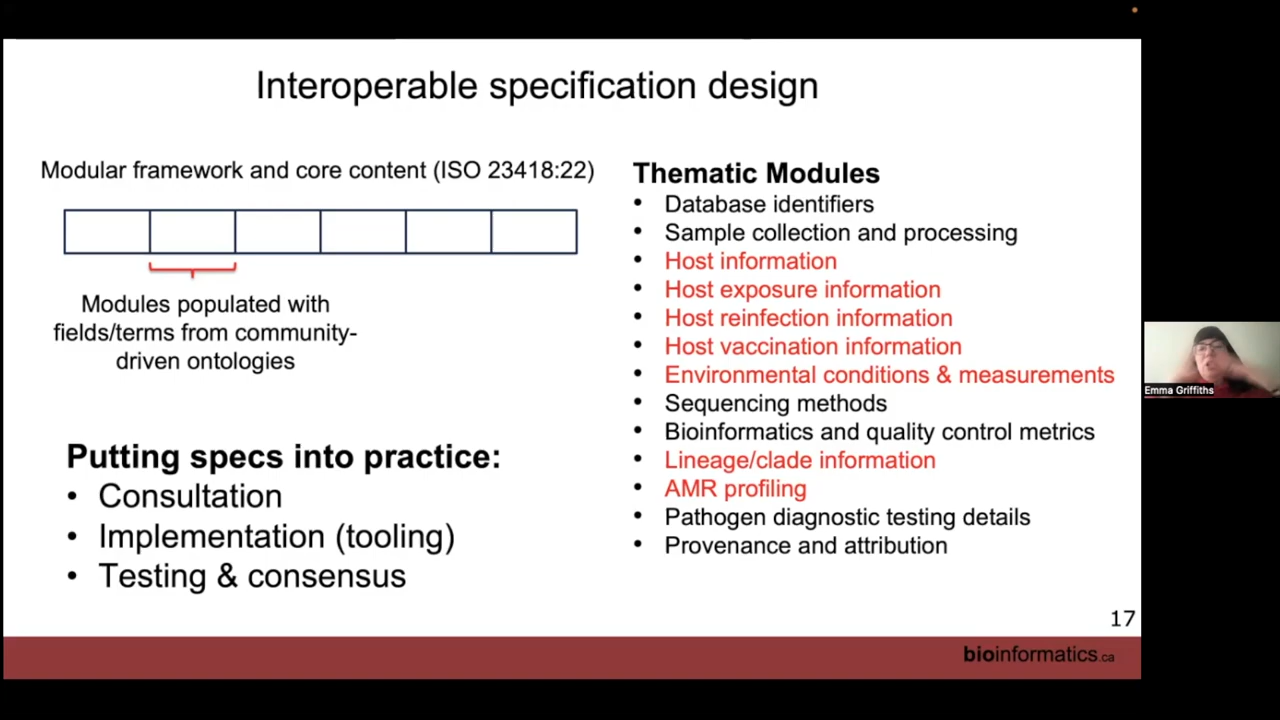 Interoperable specification design
Modular framework and core content (ISO 23418:22)
Modules populated with
fields/terms from community-
driven ontologies
Putting specs into practice:
• Consultation
• Implementation (tooling)
• Testing & consensus
Thematic Modules
• Database identifiers
• Sample collection and processing
• Host information
• Host exposure information
• Host reinfection information
• Host vaccination information
• Environmental conditions & measurements
• Sequencing methods
• Bioinformatics and quality control metrics
• Lineage/clade information
• AMR profiling
• Pathogen diagnostic testing details
• Provenance and attribution
17
bioinformatics.ca
Emma Griffiths